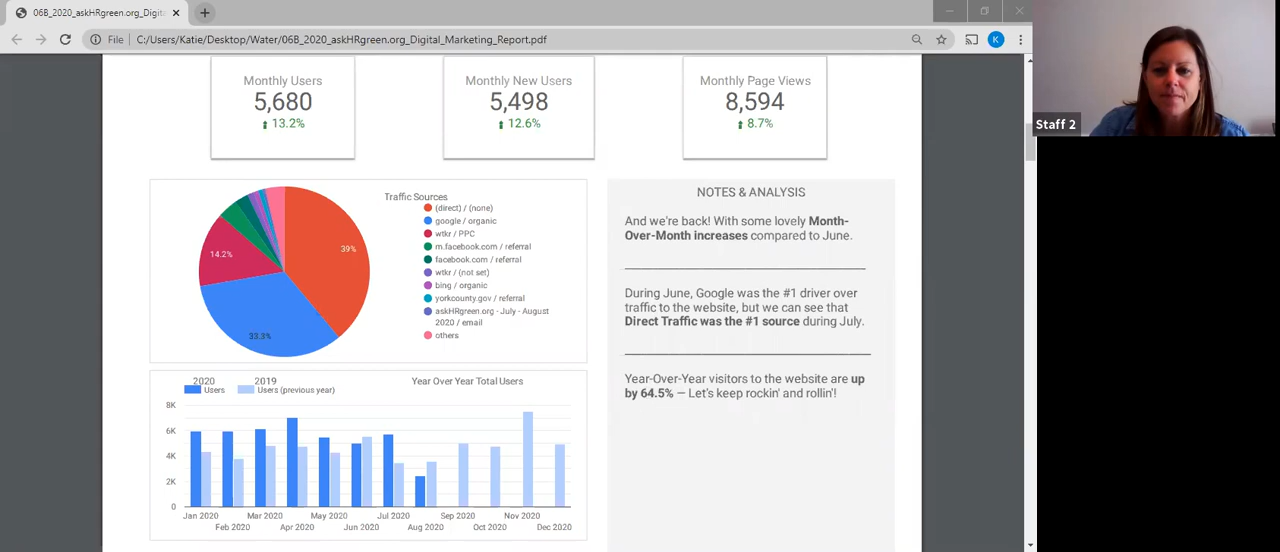 06B_2020_askHRgreen.org_Digita
File
C:/Users/Katie/Desktop/Water/06B_2020_askHRgreen.org_Digital_Marketing_Report.pdf
K
Staff 2
Monthly Users
5,680
13.2%
Monthly New Users
5,498
12.6%
Monthly Page Views
8,594
8.7%
Traffic Sources
(direct) / (none)
google / organic
wtkr / PPC
m.facebook.com / referral
facebook.com / referral
wtkr / (not set)
bing / organic
yorkcounty.gov / referral
askHRgreen.org - July - August
2020 / email
others
39%
14.2%
33.3%
NOTES & ANALYSIS
And we're back! With some lovely Month-
Over-Month increases compared to June.
During June, Google was the #1 driver over
traffic to the website, but we can see that
Direct Traffic was the #1 source during July.
Year-Over-Year visitors to the website are up
by 64.5% — Let's keep rockin' and rollin'!
2020 2019 Year Over Year Total Users
Users Users (previous year)
8K
6K
4K
2K
0
Jan 2020 Mar 2020 May 2020 Jul 2020 Sep 2020 Nov 2020
Feb 2020 Apr 2020 Jun 2020 Aug 2020 Oct 2020 Dec 2020